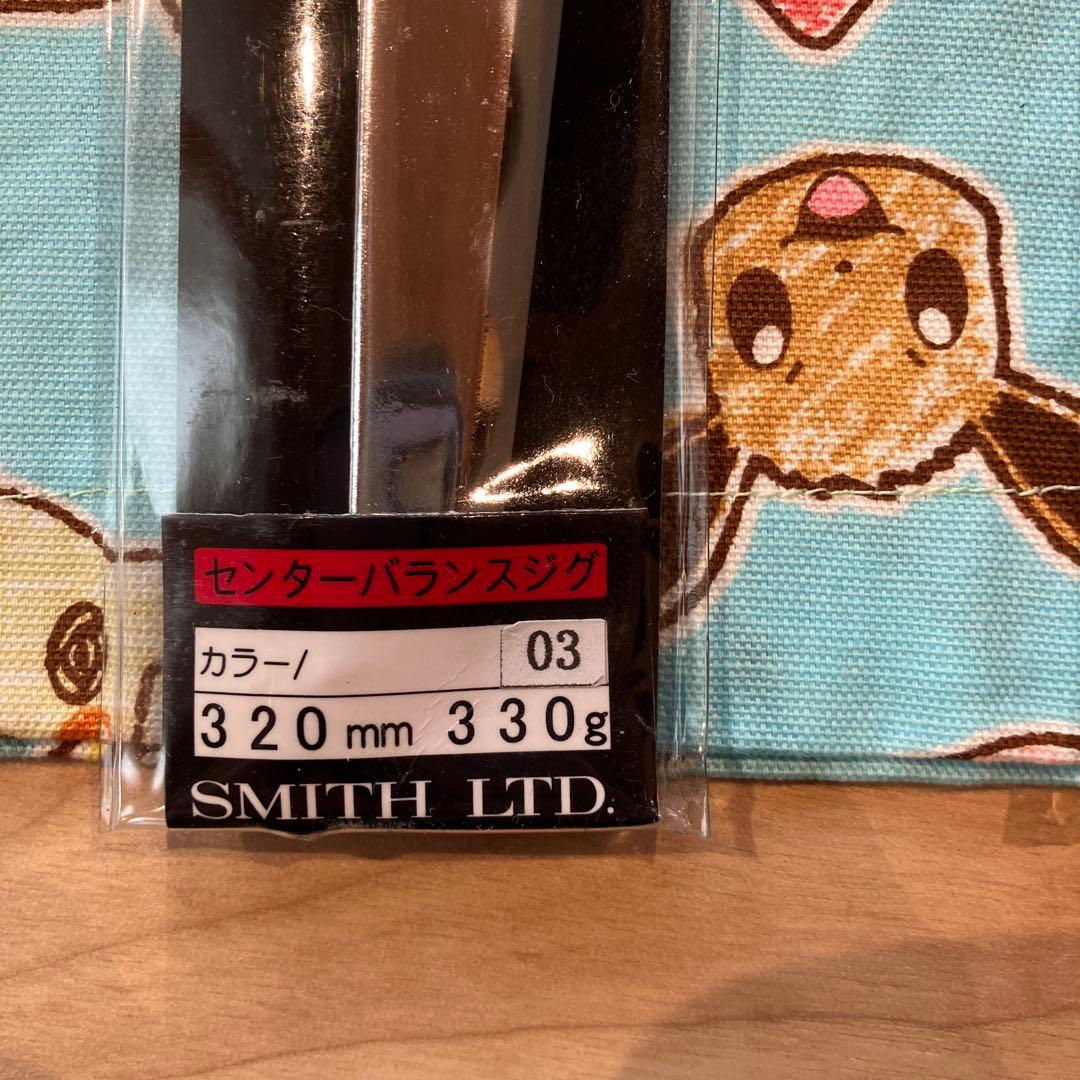 センターバランスジグ
カラー/ 03
320mm 330g
SMITH LTD.